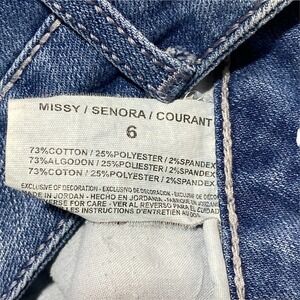 MISSY / SENORA / COURANT
6
73%COTTON / 25%POLYESTER / 2%SPANDEX
73%ALGODON / 25%POLIESTER / 2%SPANDEX
73%COTON / 25%POLYESTER / 2%SPANDEX
EXCLUSIVE OF DECORATION - EXCLUSIVO DE DECORACION
MADE IN JORDAN - HECHO EN JORDANIA
REVERSE FOR CARE - VER AL REVERSO PARA EL CUIDADO
LES INSTRUCTIONS D'ENTRETIEN AU DOS